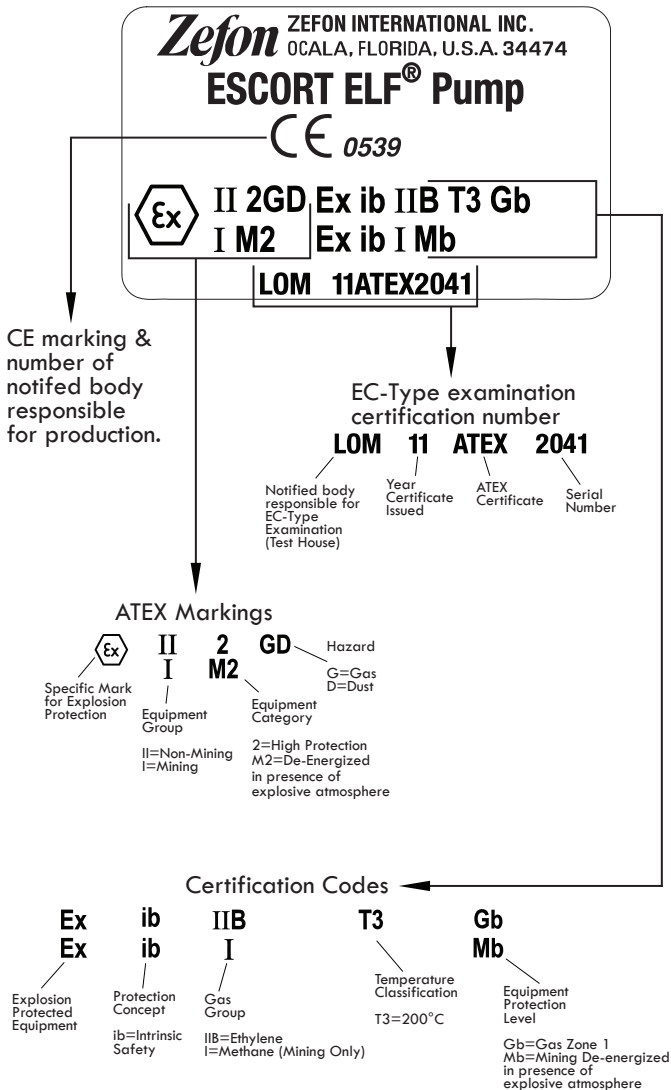 Zefon ZEFON INTERNATIONAL INC.
OCALA, FLORIDA, U.S.A. 34474
ESCORT ELF® Pump
CE 0539
Ex II 2GD Ex ib IIB T3 Gb
I M2 Ex ib I Mb
LOM 11ATEX2041
CE marking &
number of
notifed body
responsible
for production.
EC-Type examination
certification number
LOM 11 ATEX 2041
Notified body
responsible for
EC-Type
Examination
(Test House)
Year
Certificate
Issued
ATEX
Certificate
Serial
Number
ATEX Markings
Ex II 2 GD
I M2
Hazard
G=Gas
D=Dust
Specific Mark
for Explosion
Protection
Equipment
Group
II=Non-Mining
I=Mining
Equipment
Category
2=High Protection
M2=De-Energized
in presence of
explosive atmosphere
Certification Codes
Ex ib IIB T3 Gb
Ex ib I Mb
Explosion
Protected
Equipment
Protection
Concept
ib=Intrinsic
Safety
Gas
Group
IIB=Ethylene
I=Methane (Mining Only)
Temperature
Classification
T3=200°C
Equipment
Protection
Level
Gb=Gas Zone 1
Mb=Mining De-energized
in presence of
explosive atmosphere